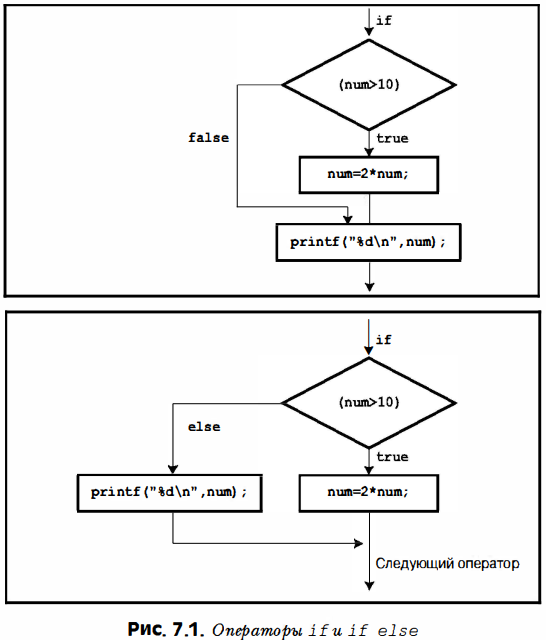 if
(num>10)
false
true
num=2*num;
printf("%d\n",num);
if
(num>10)
else
true
printf("%d\n",num);
num=2*num;
Следующий оператор
Рис. 7.1. Операторы if и if else